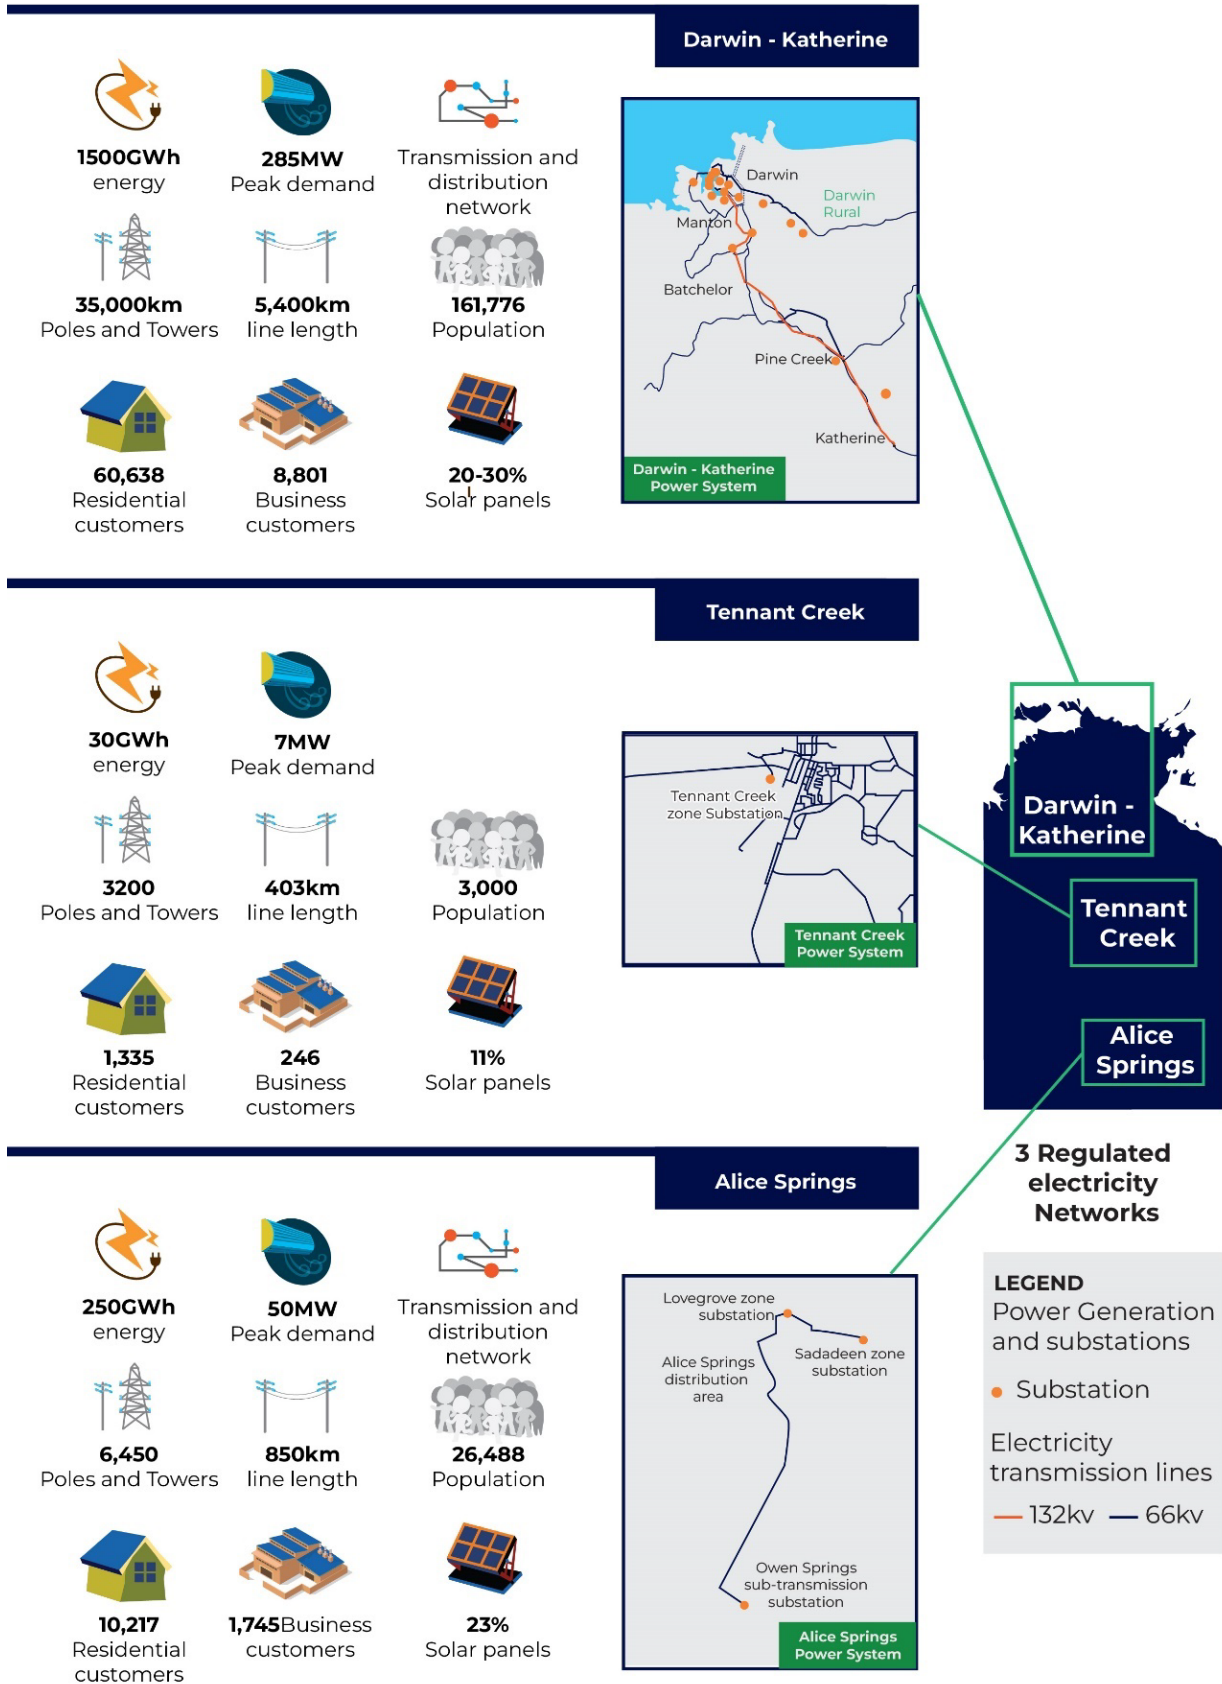 Darwin - Katherine
1500GWh
energy
285MW
Peak demand
Transmission and
distribution
network
35,000km
Poles and Towers
5,400km
line length
161,776
Population
60,638
Residential
customers
8,801
Business
customers
20-30%
Solar panels
Darwin
Darwin
Rural
Manton
Batchelor
Pine Creek
Katherine
Darwin - Katherine
Power System
Tennant Creek
30GWh
energy
7MW
Peak demand
3200
Poles and Towers
403km
line length
3,000
Population
1,335
Residential
customers
246
Business
customers
11%
Solar panels
Tennant Creek
zone Substation
Tennant Creek
Power System
Darwin -
Katherine
Tennant
Creek
Alice
Springs
3 Regulated
electricity
Networks
Alice Springs
250GWh
energy
50MW
Peak demand
Transmission and
distribution
network
6,450
Poles and Towers
850km
line length
26,488
Population
10,217
Residential
customers
1,745Business
customers
23%
Solar panels
Lovegrove zone
substation
Sadadeen zone
substation
Alice Springs
distribution
area
Owen Springs
sub-transmission
substation
Alice Springs
Power System
LEGEND
Power Generation
and substations
Substation
Electricity
transmission lines
132kv 66kv